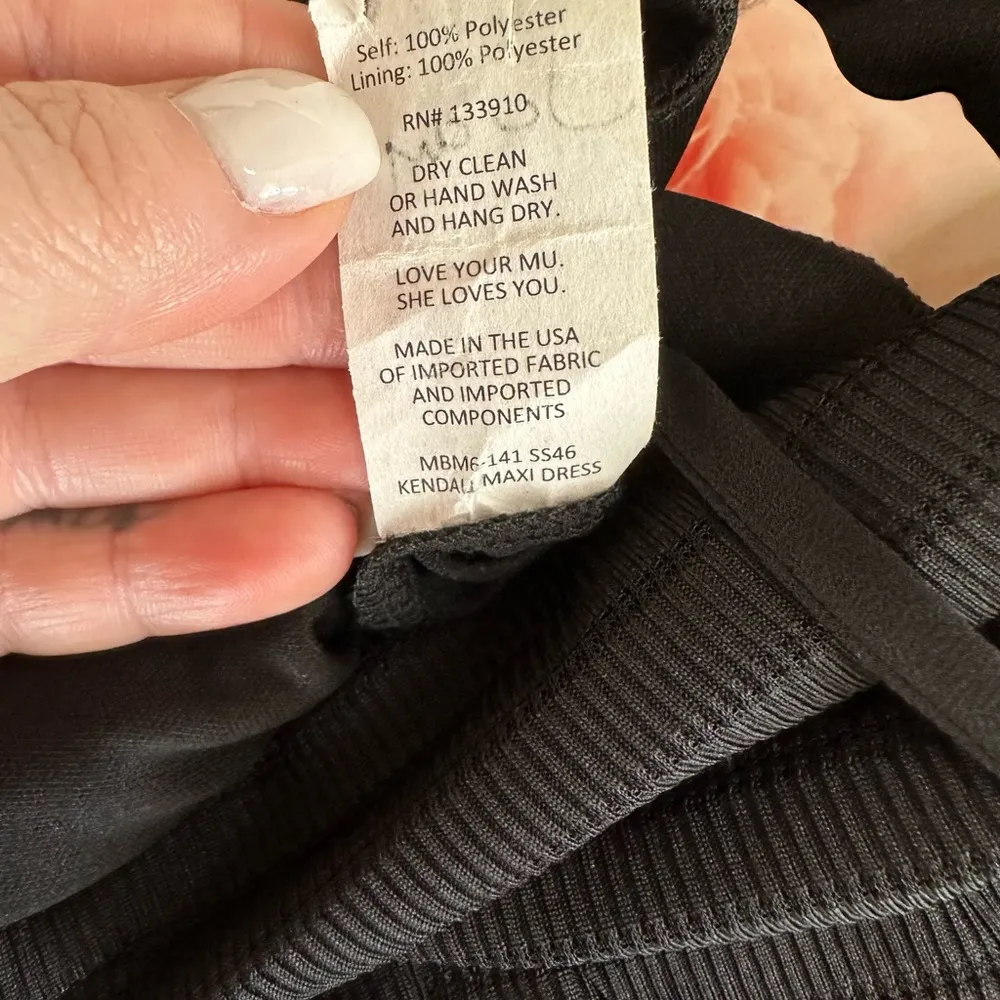 Self: 100% Polyester
Lining: 100% Polyester
RN# 133910
DRY CLEAN
OR HAND WASH
AND HANG DRY.
LOVE YOUR MU.
SHE LOVES YOU.
MADE IN THE USA
OF IMPORTED FABRIC
AND IMPORTED
COMPONENTS
MBM6-141 SS46
KENDALL MAXI DRESS